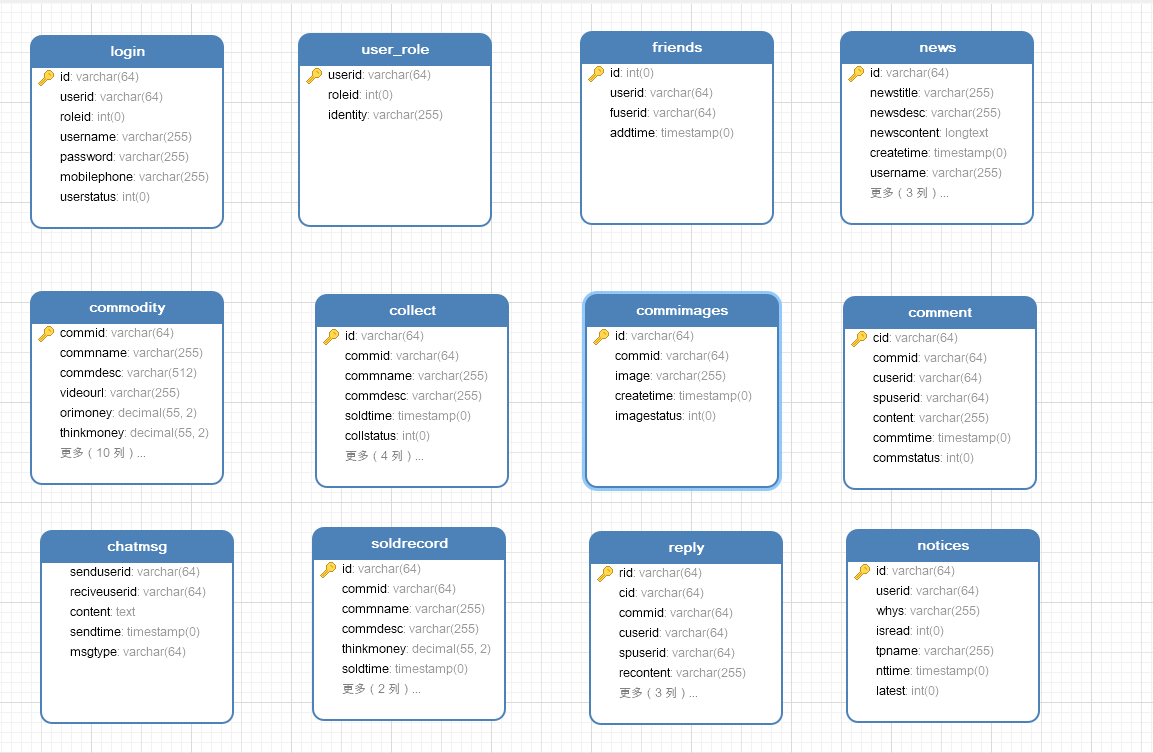 login
id: varchar(64)
userid: varchar(64)
roleid: int(0)
username: varchar(255)
password: varchar(255)
mobilephone: varchar(255)
userstatus: int(0)
user_role
userid: varchar(64)
roleid: int(0)
identity: varchar(255)
friends
id: int(0)
userid: varchar(64)
fuserid: varchar(64)
addtime: timestamp(0)
news
id: varchar(64)
newstitle: varchar(255)
newsdesc: varchar(255)
newscontent: longtext
createtime: timestamp(0)
username: varchar(255)
更多 ( 3 列 ) ...
commodity
commid: varchar(64)
commname: varchar(255)
commdesc: varchar(512)
videourl: varchar(255)
orimoney: decimal(55, 2)
thinkmoney: decimal(55, 2)
更多 ( 10 列 ) ...
collect
id: varchar(64)
commid: varchar(64)
commname: varchar(255)
commdesc: varchar(255)
soldtime: timestamp(0)
collstatus: int(0)
更多 ( 4 列 ) ...
commimages
id: varchar(64)
commid: varchar(64)
image: varchar(255)
createtime: timestamp(0)
imagestatus: int(0)
comment
cid: varchar(64)
commid: varchar(64)
cuserid: varchar(64)
spuserid: varchar(64)
content: varchar(255)
commtime: timestamp(0)
commstatus: int(0)
chatmsg
senduserid: varchar(64)
reciveuserid: varchar(64)
content: text
sendtime: timestamp(0)
msgtype: varchar(64)
soldrecord
id: varchar(64)
commid: varchar(64)
commname: varchar(255)
commdesc: varchar(255)
thinkmoney: decimal(55, 2)
soldtime: timestamp(0)
更多 ( 2 列 ) ...
reply
rid: varchar(64)
cid: varchar(64)
commid: varchar(64)
cuserid: varchar(64)
spuserid: varchar(64)
recontent: varchar(255)
更多 ( 3 列 ) ...
notices
id: varchar(64)
userid: varchar(64)
whys: varchar(255)
isread: int(0)
tpname: varchar(255)
nttime: timestamp(0)
latest: int(0)